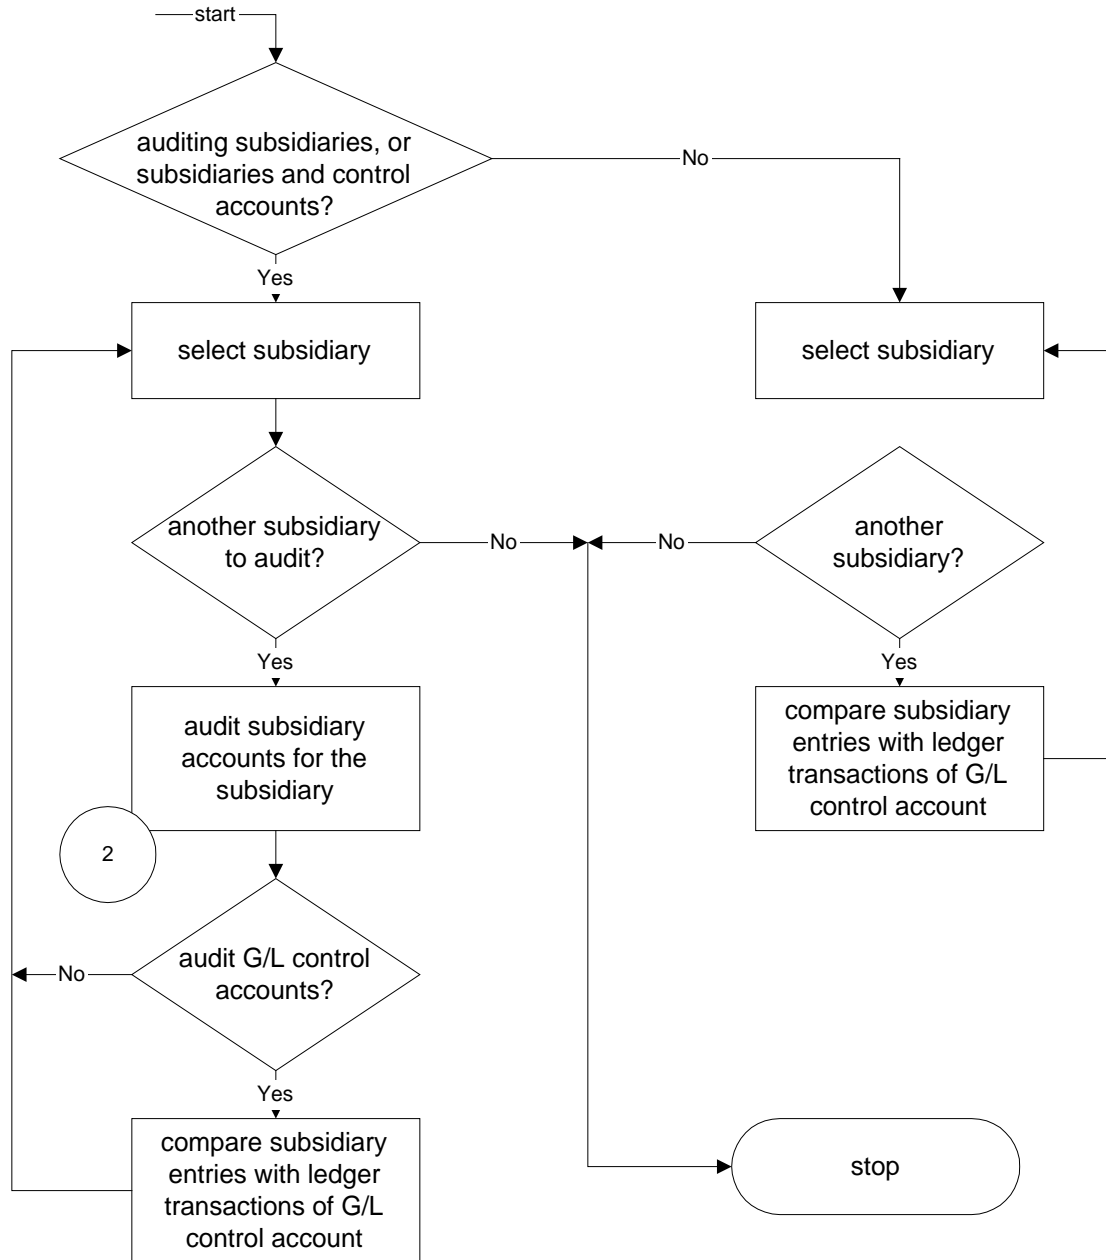 start
auditing subsidiaries, or
subsidiaries and control
accounts?
No
Yes
select subsidiary
select subsidiary
another subsidiary
to audit?
No
No
another
subsidiary?
Yes
Yes
audit subsidiary
accounts for the
subsidiary
compare subsidiary
entries with ledger
transactions of G/L
control account
2
audit G/L control
accounts?
No
Yes
compare subsidiary
entries with ledger
transactions of G/L
control account
stop